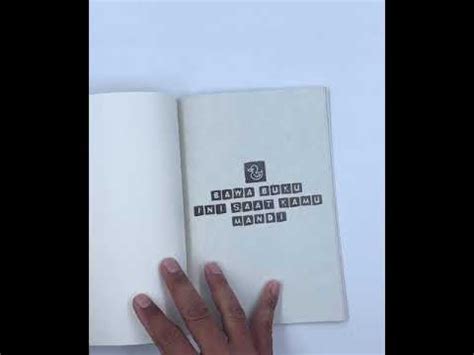 BAWA BUKU
INI SAAT KAMU
MANDI